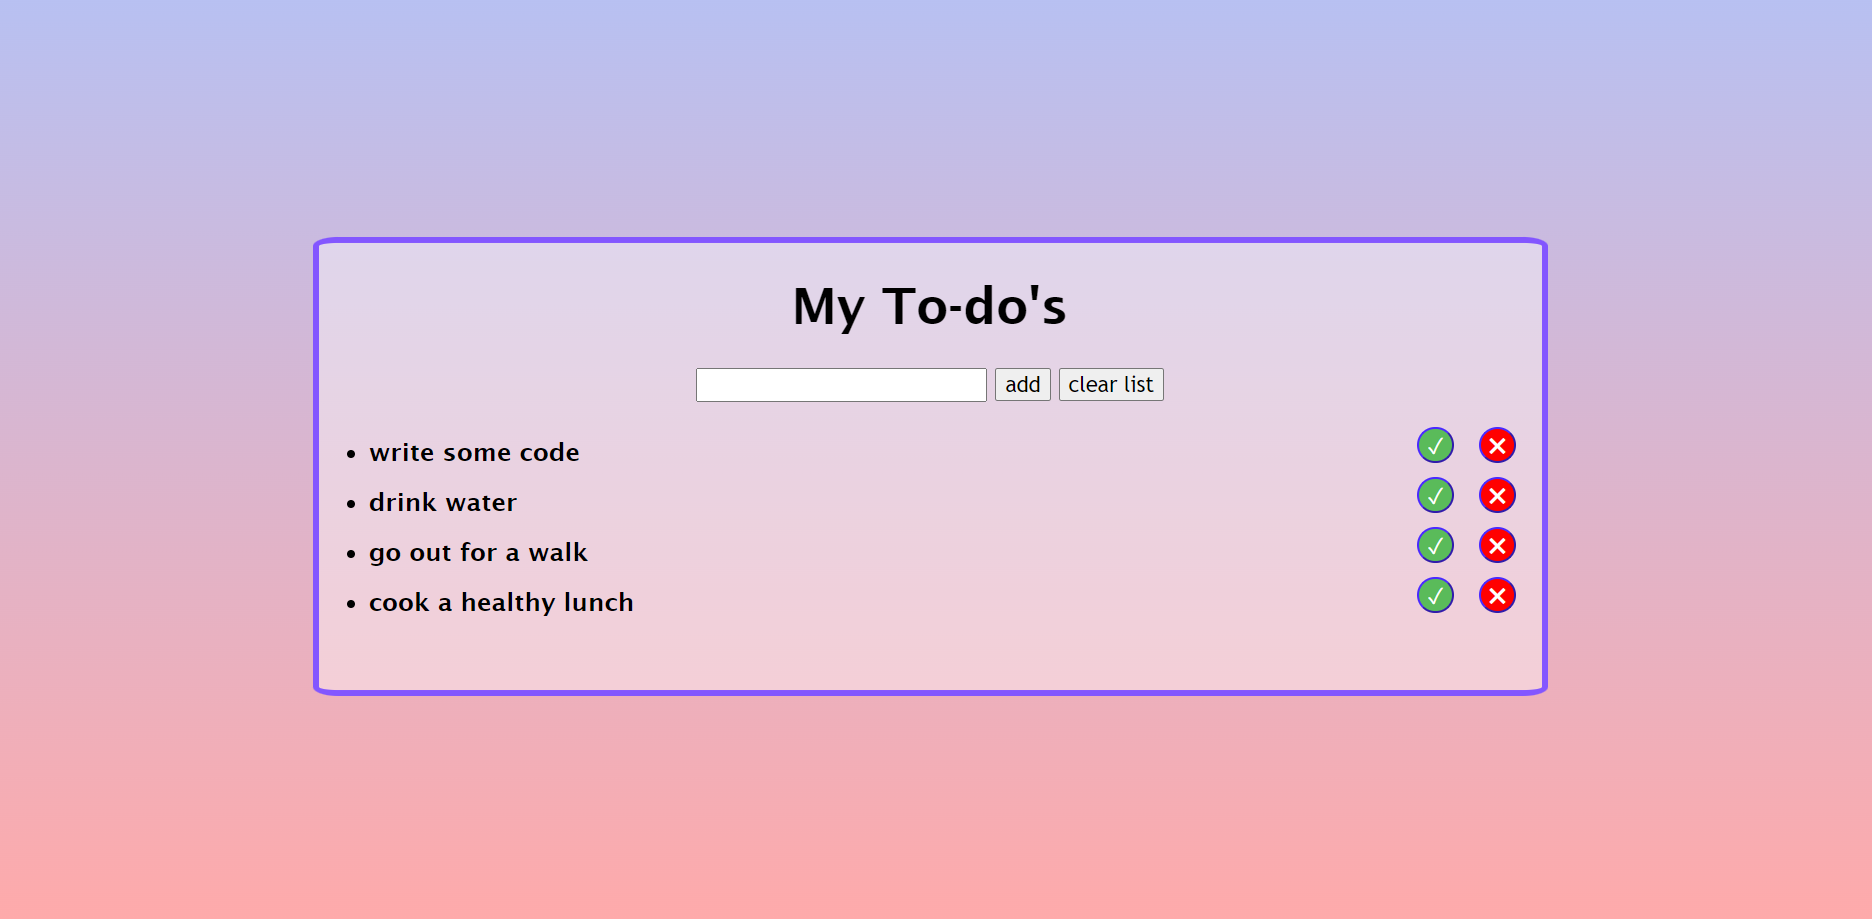 My To-do's
add clear list
write some code ✓ ✕
drink water ✓ ✕
go out for a walk ✓ ✕
cook a healthy lunch ✓ ✕